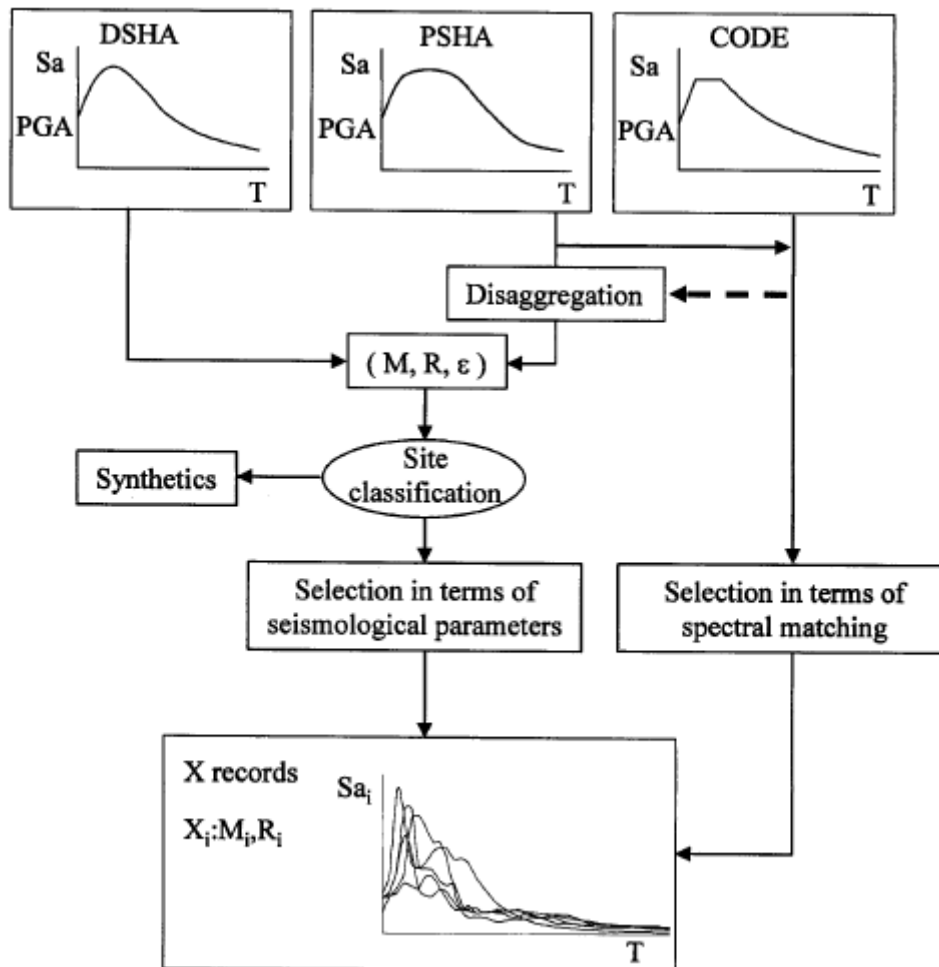 DSHA
Sa
PGA
T
PSHA
Sa
PGA
T
CODE
Sa
PGA
T
Disaggregation
( M, R, ε )
Site
classification
Synthetics
Selection in terms of
seismological parameters
Selection in terms of
spectral matching
X records
Xᵢ:Mᵢ,Rᵢ
Saᵢ
T